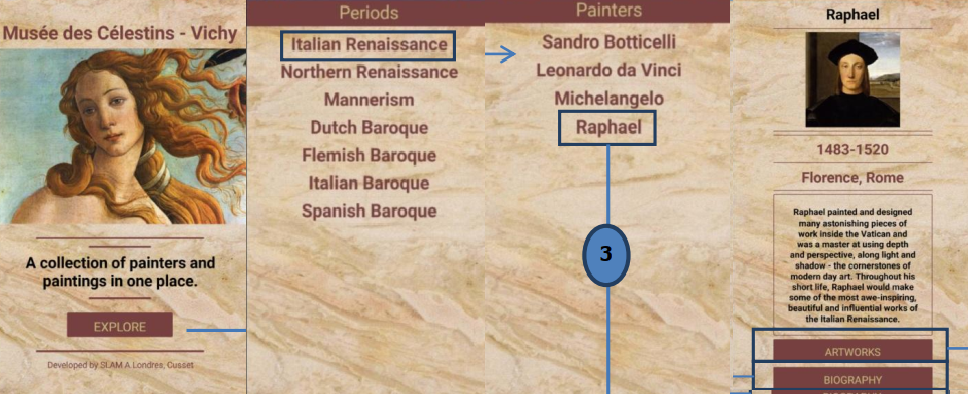 Musée des Célestins - Vichy
A collection of painters and
paintings in one place.
EXPLORE
Developed by SLAM A Londres, Cusset
Periods
Italian Renaissance
Northern Renaissance
Mannerism
Dutch Baroque
Flemish Baroque
Italian Baroque
Spanish Baroque
Painters
Sandro Botticelli
Leonardo da Vinci
Michelangelo
Raphael
3
Raphael
1483-1520
Florence, Rome
Raphael painted and designed
many astonishing pieces of
work inside the Vatican and
was a master at using depth
and perspective, along light and
shadow - the cornerstones of
modern day art. Throughout his
short life, Raphael would make
some of the most awe-inspiring,
beautiful and influential works of
the Italian Renaissance.
ARTWORKS
BIOGRAPHY